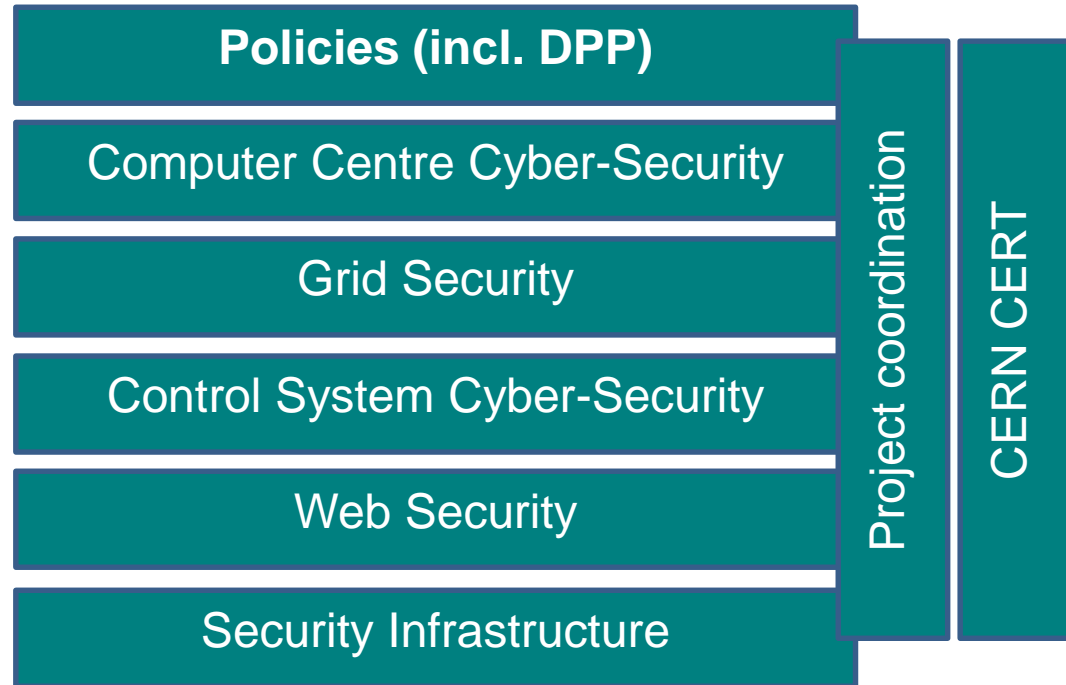 Policies (incl. DPP)
Computer Centre Cyber-Security
Grid Security
Control System Cyber-Security
Web Security
Security Infrastructure
Project coordination
CERN CERT